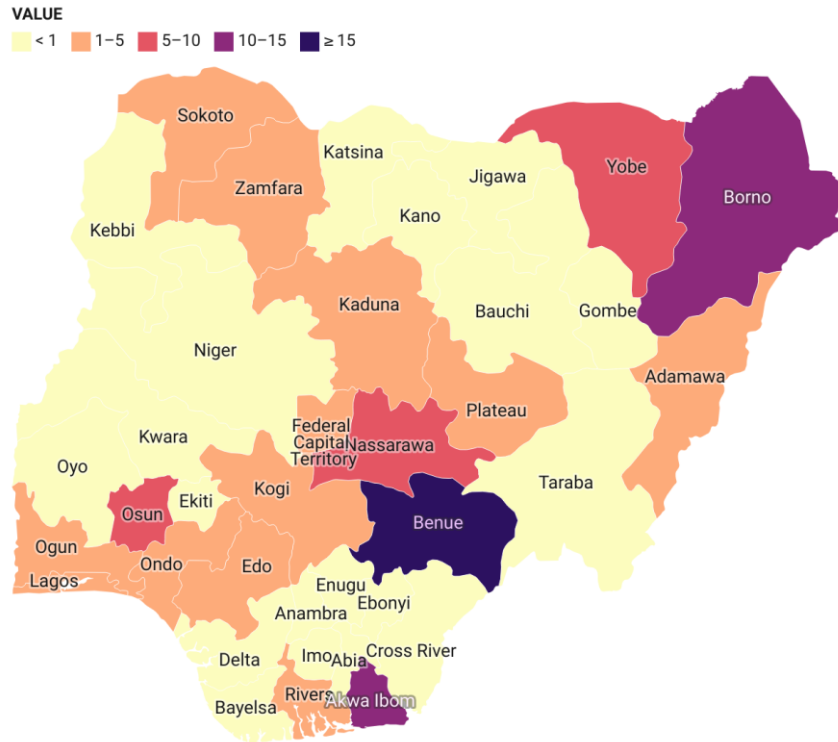 VALUE
< 1 1–5 5–10 10–15 ≥ 15
Sokoto
Katsina
Yobe
Jigawa
Zamfara
Borno
Kano
Kebbi
Kaduna
Bauchi
Gombe
Niger
Adamawa
Plateau
Federal
Capital
Territory
Nassarawa
Kwara
Oyo
Taraba
Kogi
Ekiti
Osun
Benue
Ogun
Ondo
Edo
Lagos
Enugu
Ebonyi
Anambra
Cross River
Imo
Abia
Delta
Rivers
Akwa Ibom
Bayelsa